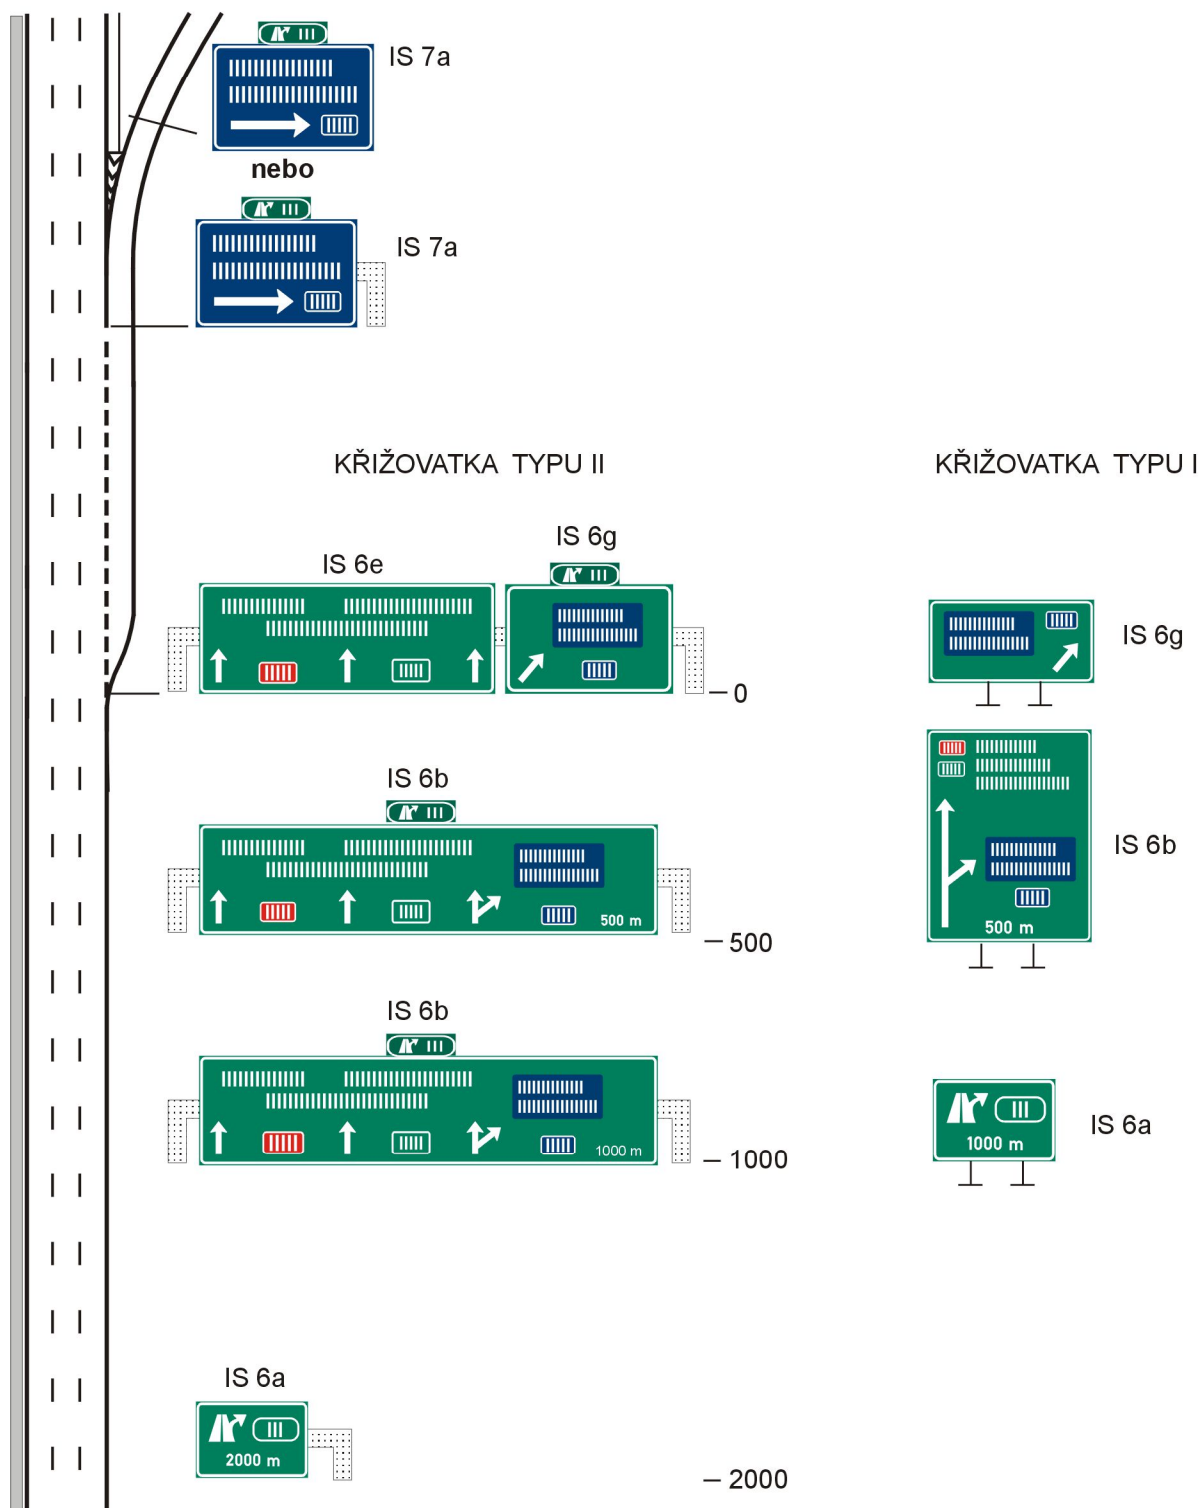 IS 7a
nebo
IS 7a
KŘIŽOVATKA TYPU II
KŘIŽOVATKA TYPU I
IS 6e
IS 6g
IS 6g
0
IS 6b
IS 6b
500 m
500 m
500
IS 6b
1000 m
1000
IS 6a
1000 m
IS 6a
2000 m
2000